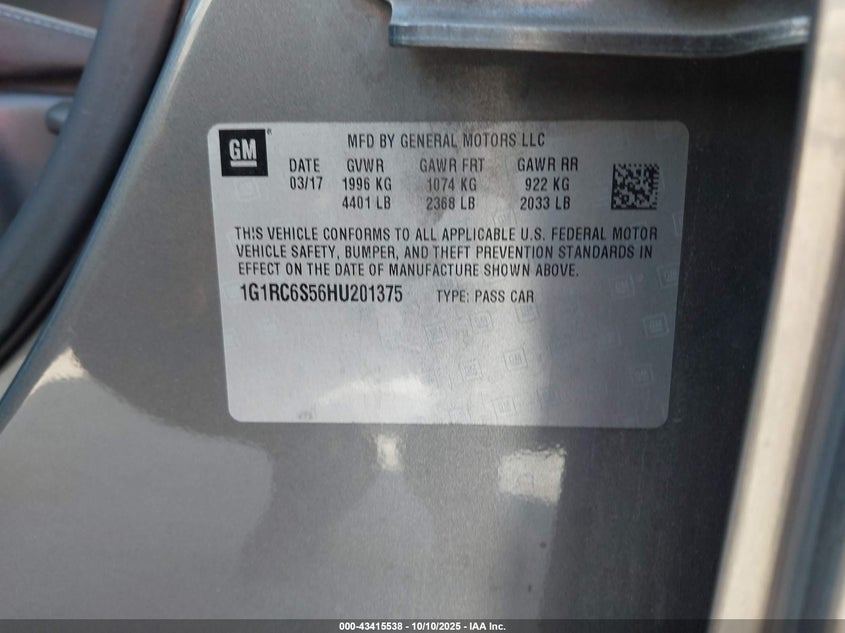 GM
MFD BY GENERAL MOTORS LLC
DATE GVWR GAWR FRT GAWR RR
03/17 1996 KG 1074 KG 922 KG
4401 LB 2368 LB 2033 LB
THIS VEHICLE CONFORMS TO ALL APPLICABLE U.S. FEDERAL MOTOR
VEHICLE SAFETY, BUMPER, AND THEFT PREVENTION STANDARDS IN
EFFECT ON THE DATE OF MANUFACTURE SHOWN ABOVE.
1G1RC6S56HU201375 TYPE: PASS CAR
000-43415538 - 10/10/2025 - IAA Inc.